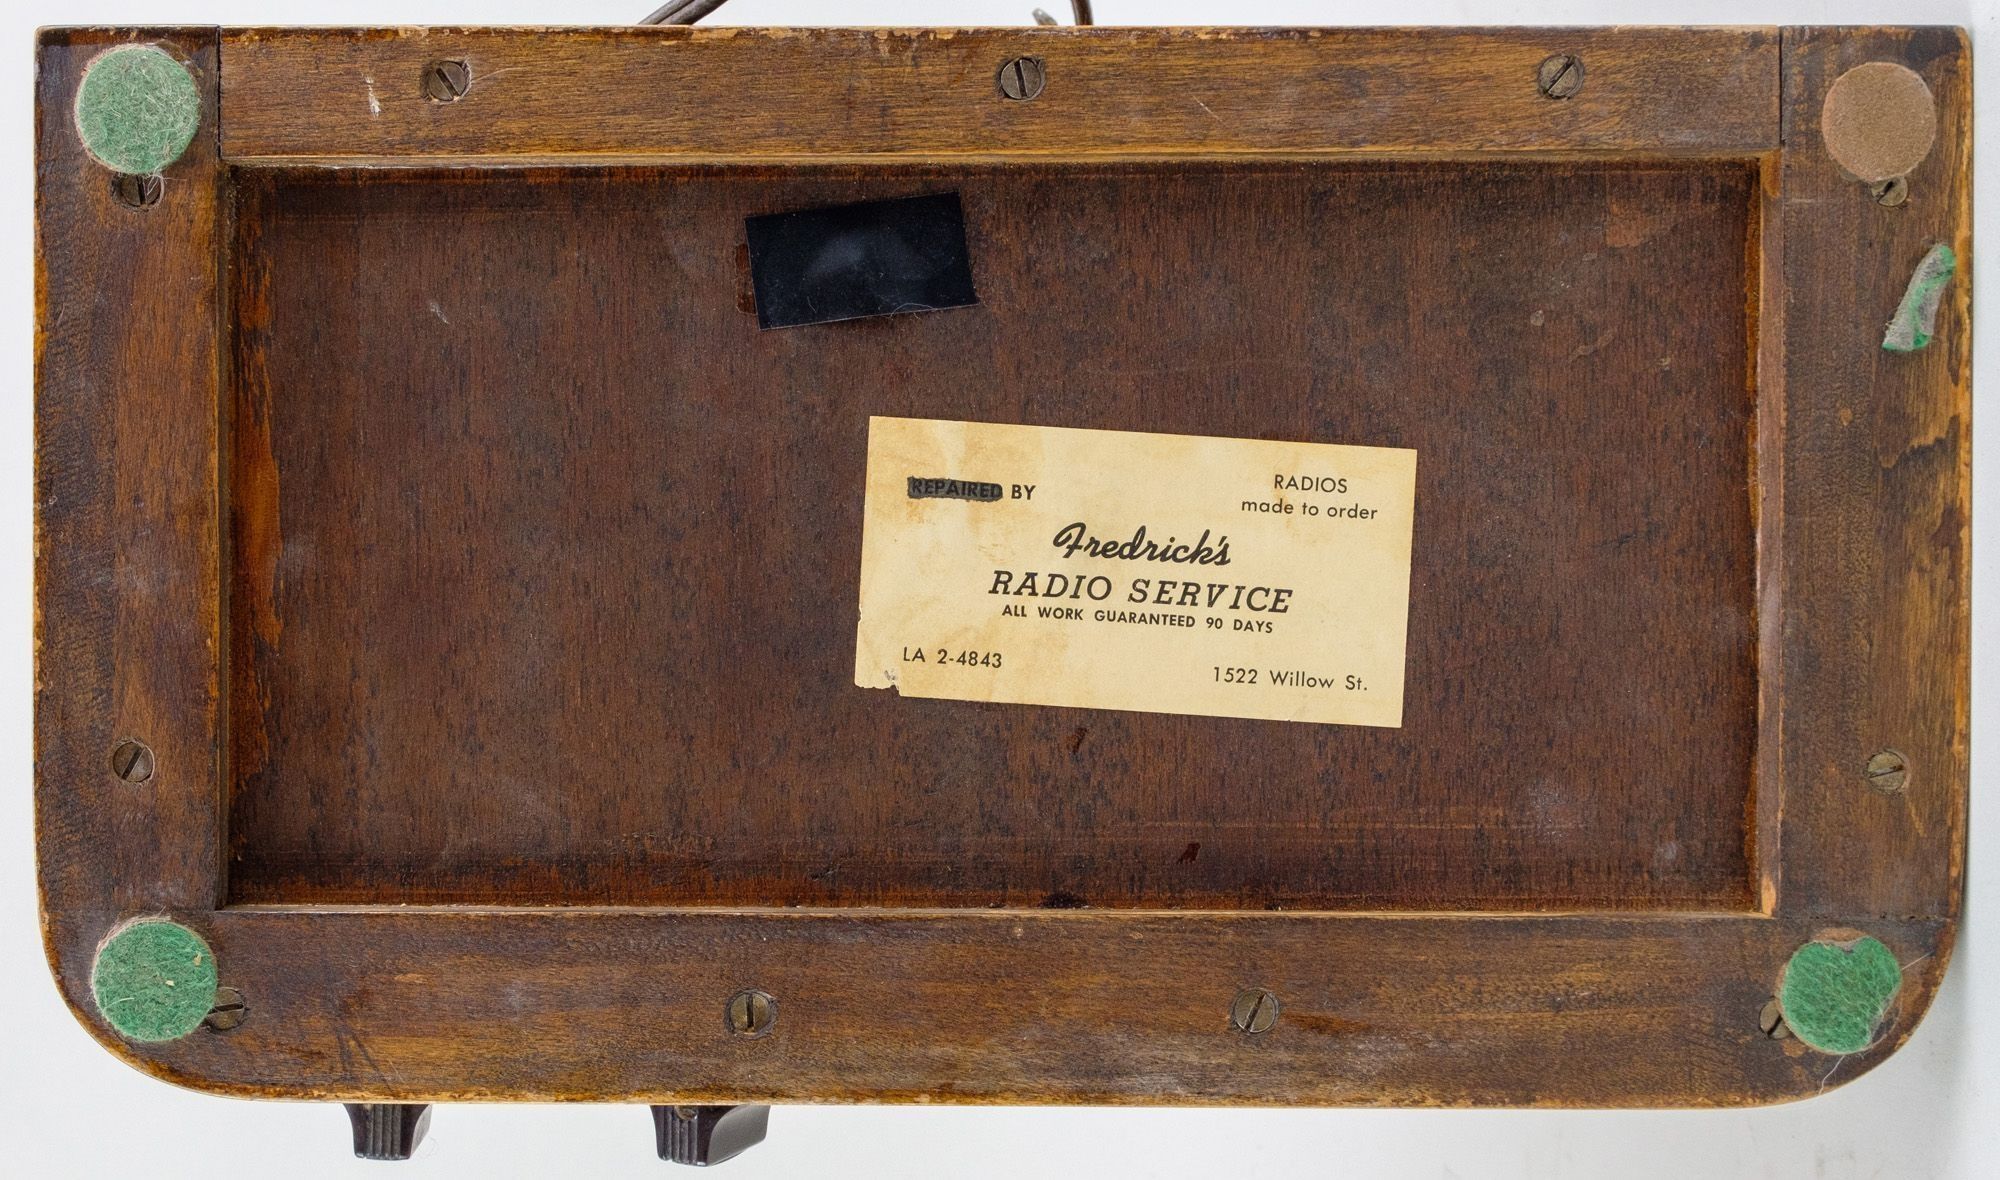 REPAIRED BY
RADIOS
made to order
Fredrick's
RADIO SERVICE
ALL WORK GUARANTEED 90 DAYS
LA 2-4843
1522 Willow St.